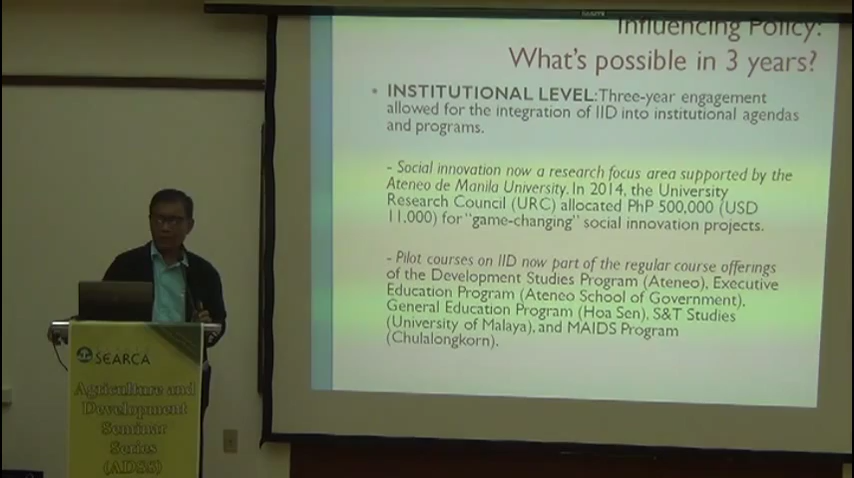 Influencing Policy:
What's possible in 3 years?
• INSTITUTIONAL LEVEL: Three-year engagement
allowed for the integration of IID into institutional agendas
and programs.
- Social innovation now a research focus area supported by the
Ateneo de Manila University. In 2014, the University
Research Council (URC) allocated PhP 500,000 (USD
11,000) for "game-changing" social innovation projects.
- Pilot courses on IID now part of the regular course offerings
of the Development Studies Program (Ateneo), Executive
Education Program (Ateneo School of Government),
General Education Program (Hoa Sen), S&T Studies
(University of Malaya), and MAIDS Program
(Chulalongkorn).
SEARCA
Agriculture and
Development
Seminar
Series
(ADSS)